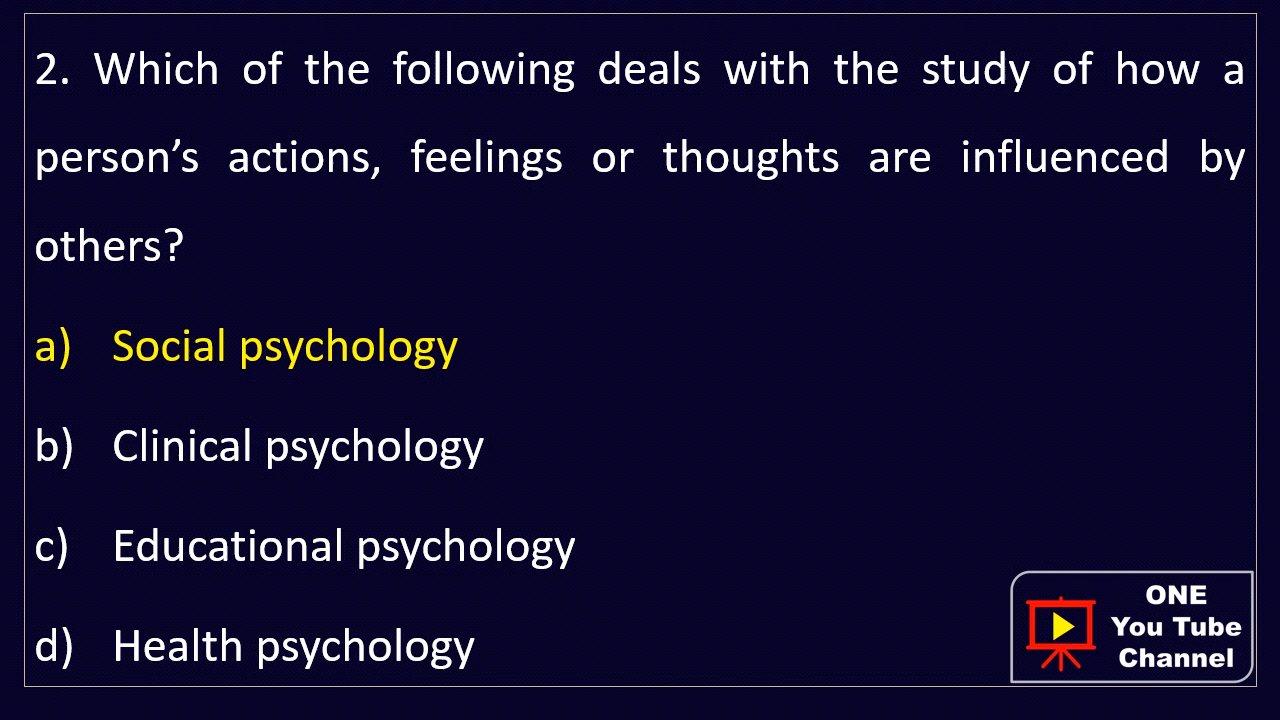 2. Which of the following deals with the study of how a
person’s actions, feelings or thoughts are influenced by
others?
a) Social psychology
b) Clinical psychology
c) Educational psychology
d) Health psychology
ONE
You Tube
Channel